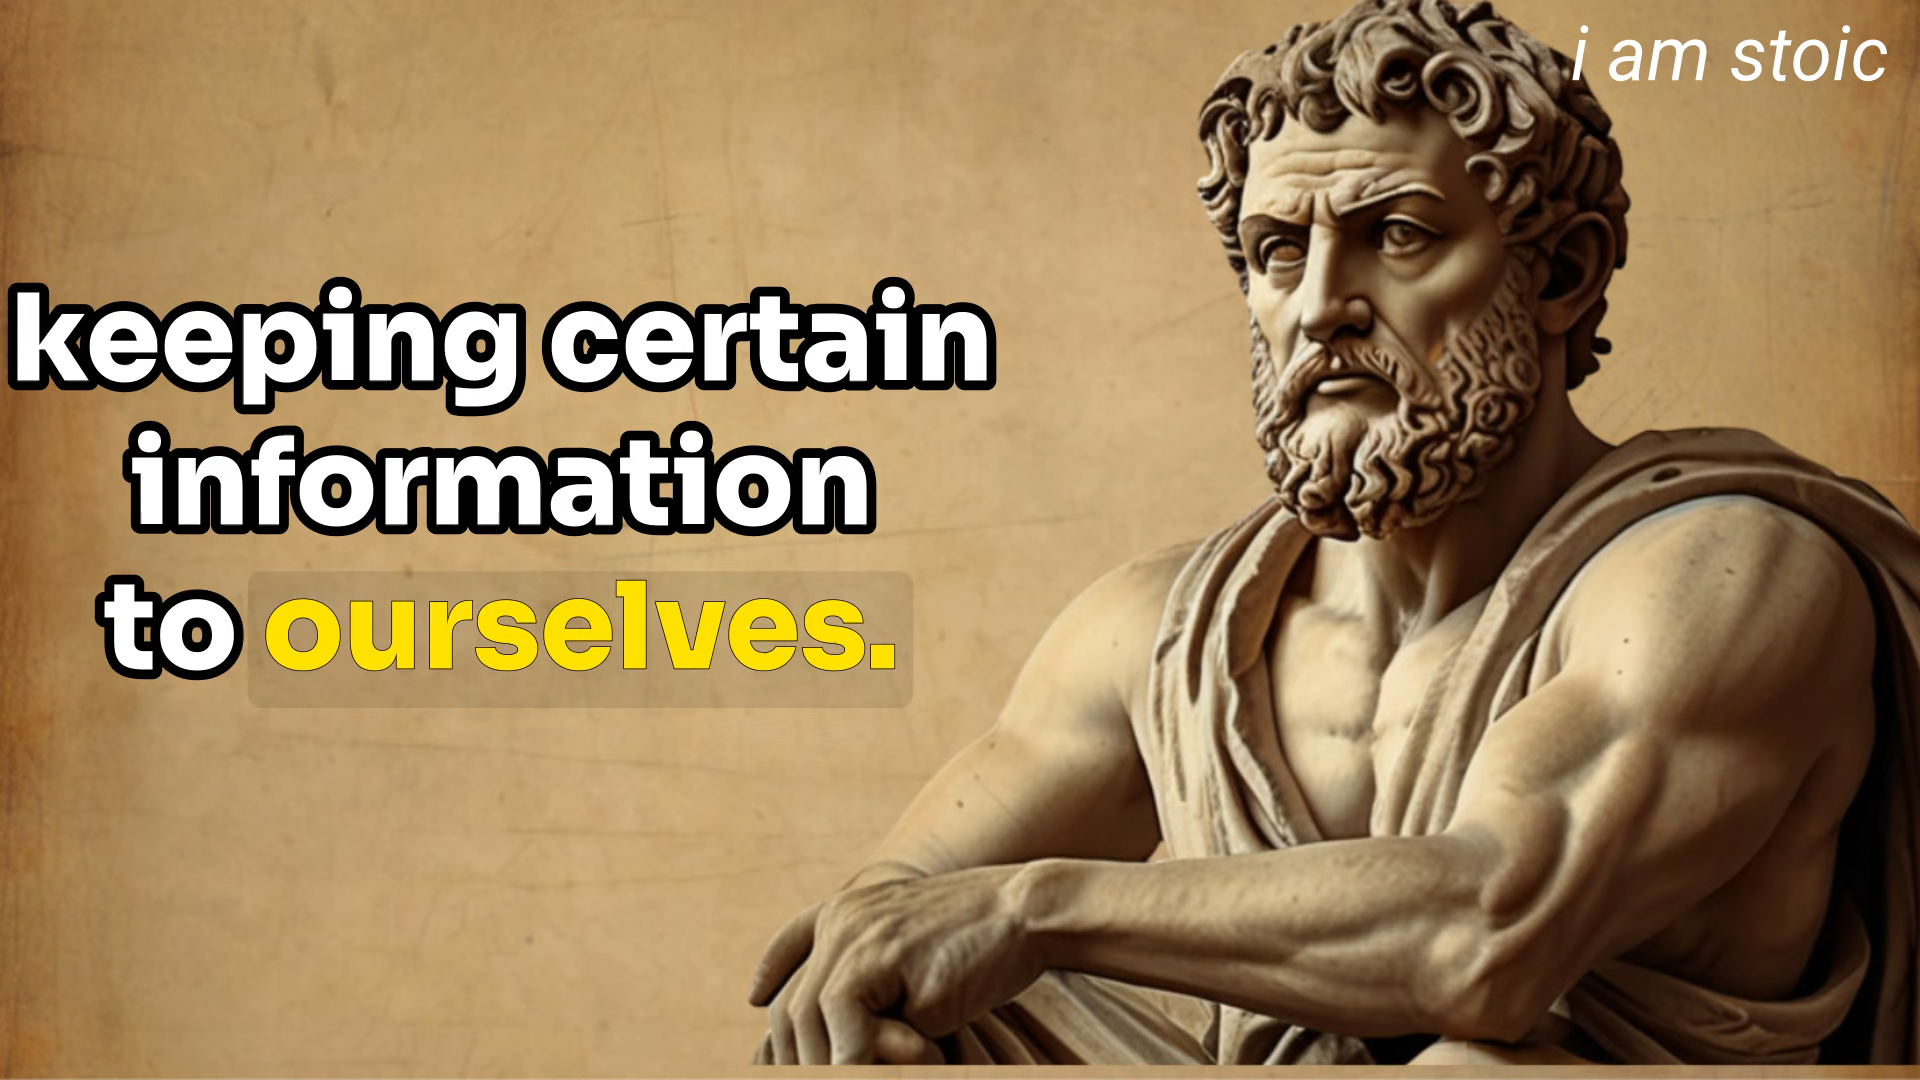 i am stoic
keeping certain
information
to ourselves.